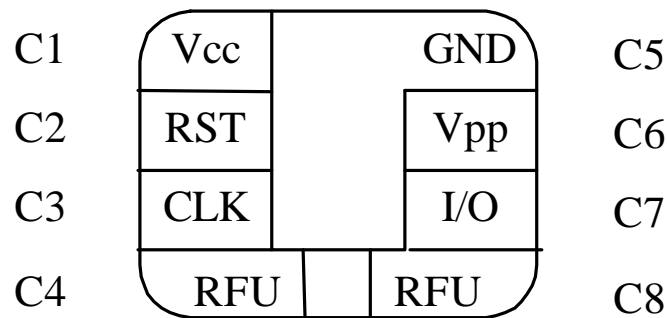 C1 Vcc GND C5
C2 RST Vpp C6
C3 CLK I/O C7
C4 RFU RFU C8